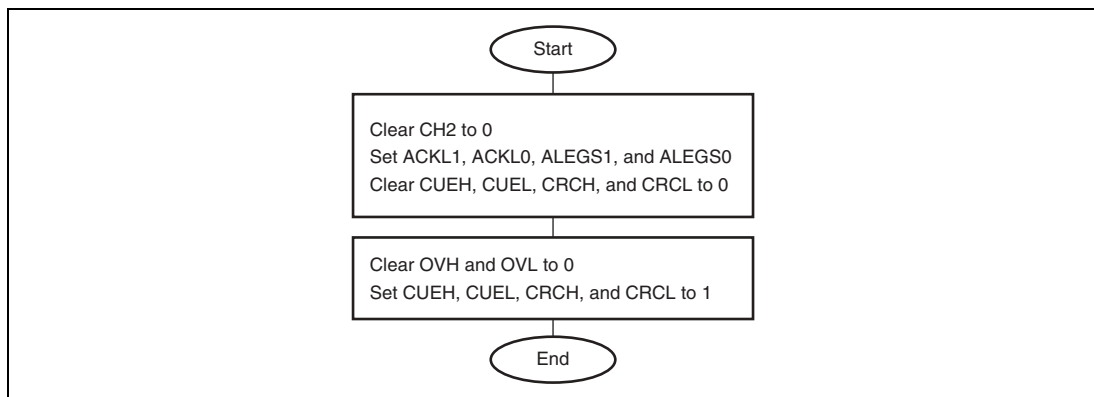 Start
Clear CH2 to 0
Set ACKL1, ACKL0, ALEGS1, and ALEGS0
Clear CUEH, CUEL, CRCH, and CRCL to 0
Clear OVH and OVL to 0
Set CUEH, CUEL, CRCH, and CRCL to 1
End